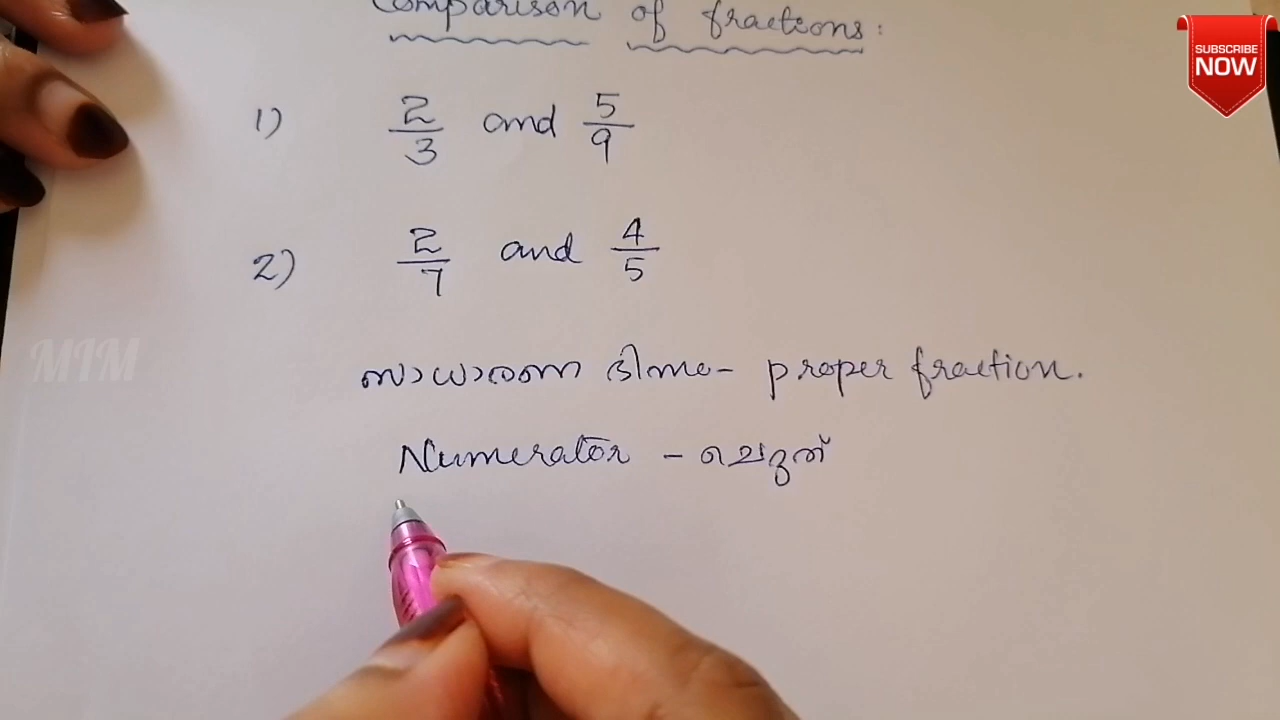 Comparison of fractions:
SUBSCRIBE
NOW
1) 2/3 and 5/9
2) 2/7 and 4/5
MIM
സാധാരണ ഭിന്നം - proper fraction.
Numerator - ചെറുത്